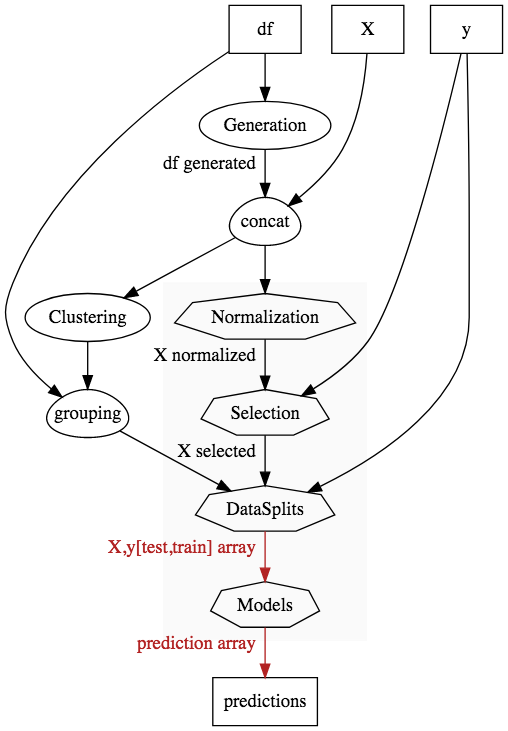 df
X
y
Generation
df generated
concat
Clustering
Normalization
X normalized
grouping
Selection
X selected
DataSplits
X,y[test,train] array
Models
prediction array
predictions